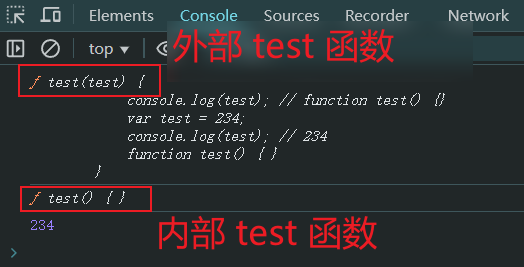 Elements Console Sources Recorder Network
top ▼
外部 test 函数
ƒ test(test) {
console.log(test); // function test() {}
var test = 234;
console.log(test); // 234
function test() { }
}
ƒ test() { }
234
内部 test 函数
>